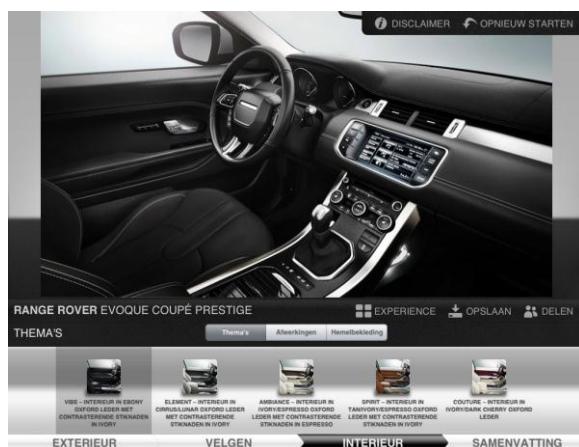 DISCLAIMER OPNIEUW STARTEN
RANGE ROVER EVOQUE COUPÉ PRESTIGE
EXPERIENCE OPSLAAN DELEN
THEMA'S
Thema's Afwerkingen Hemelbekleding
VIBE – INTERIEUR IN EBONY
OXFORD LEDER MET
CONTRASTERENDE STIKNADEN
IN IVORY
ELEMENT – INTERIEUR IN
CIRRUS/LUNAR OXFORD LEDER
MET CONTRASTERENDE
STIKNADEN IN IVORY
AMBIANCE – INTERIEUR IN
IVORY/ESPRESSO OXFORD
LEDER MET CONTRASTERENDE
STIKNADEN IN ESPRESSO
SPIRIT – INTERIEUR IN
TAN/IVORY/ESPRESSO OXFORD
LEDER MET CONTRASTERENDE
STIKNADEN IN IVORY
COUTURE – INTERIEUR IN
IVORY/DARK CHERRY OXFORD
LEDER
EXTERIEUR VELGEN INTERIEUR SAMENVATTING